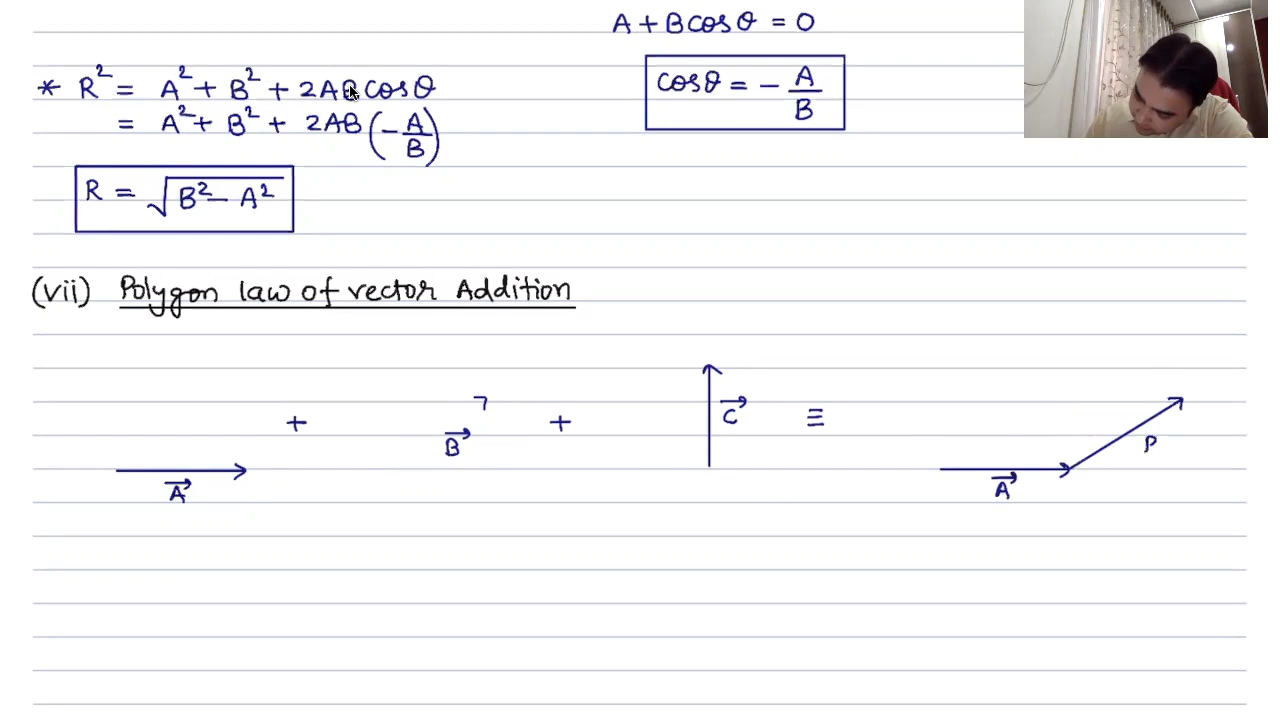 A + B cos θ = 0
* R² = A² + B² + 2AB cos θ
cos θ = - A/B
= A² + B² + 2AB (- A/B)
R = √(B² - A²)
(vii) Polygon law of vector Addition
+ B⃗ + C⃗ ≡
A⃗ A⃗